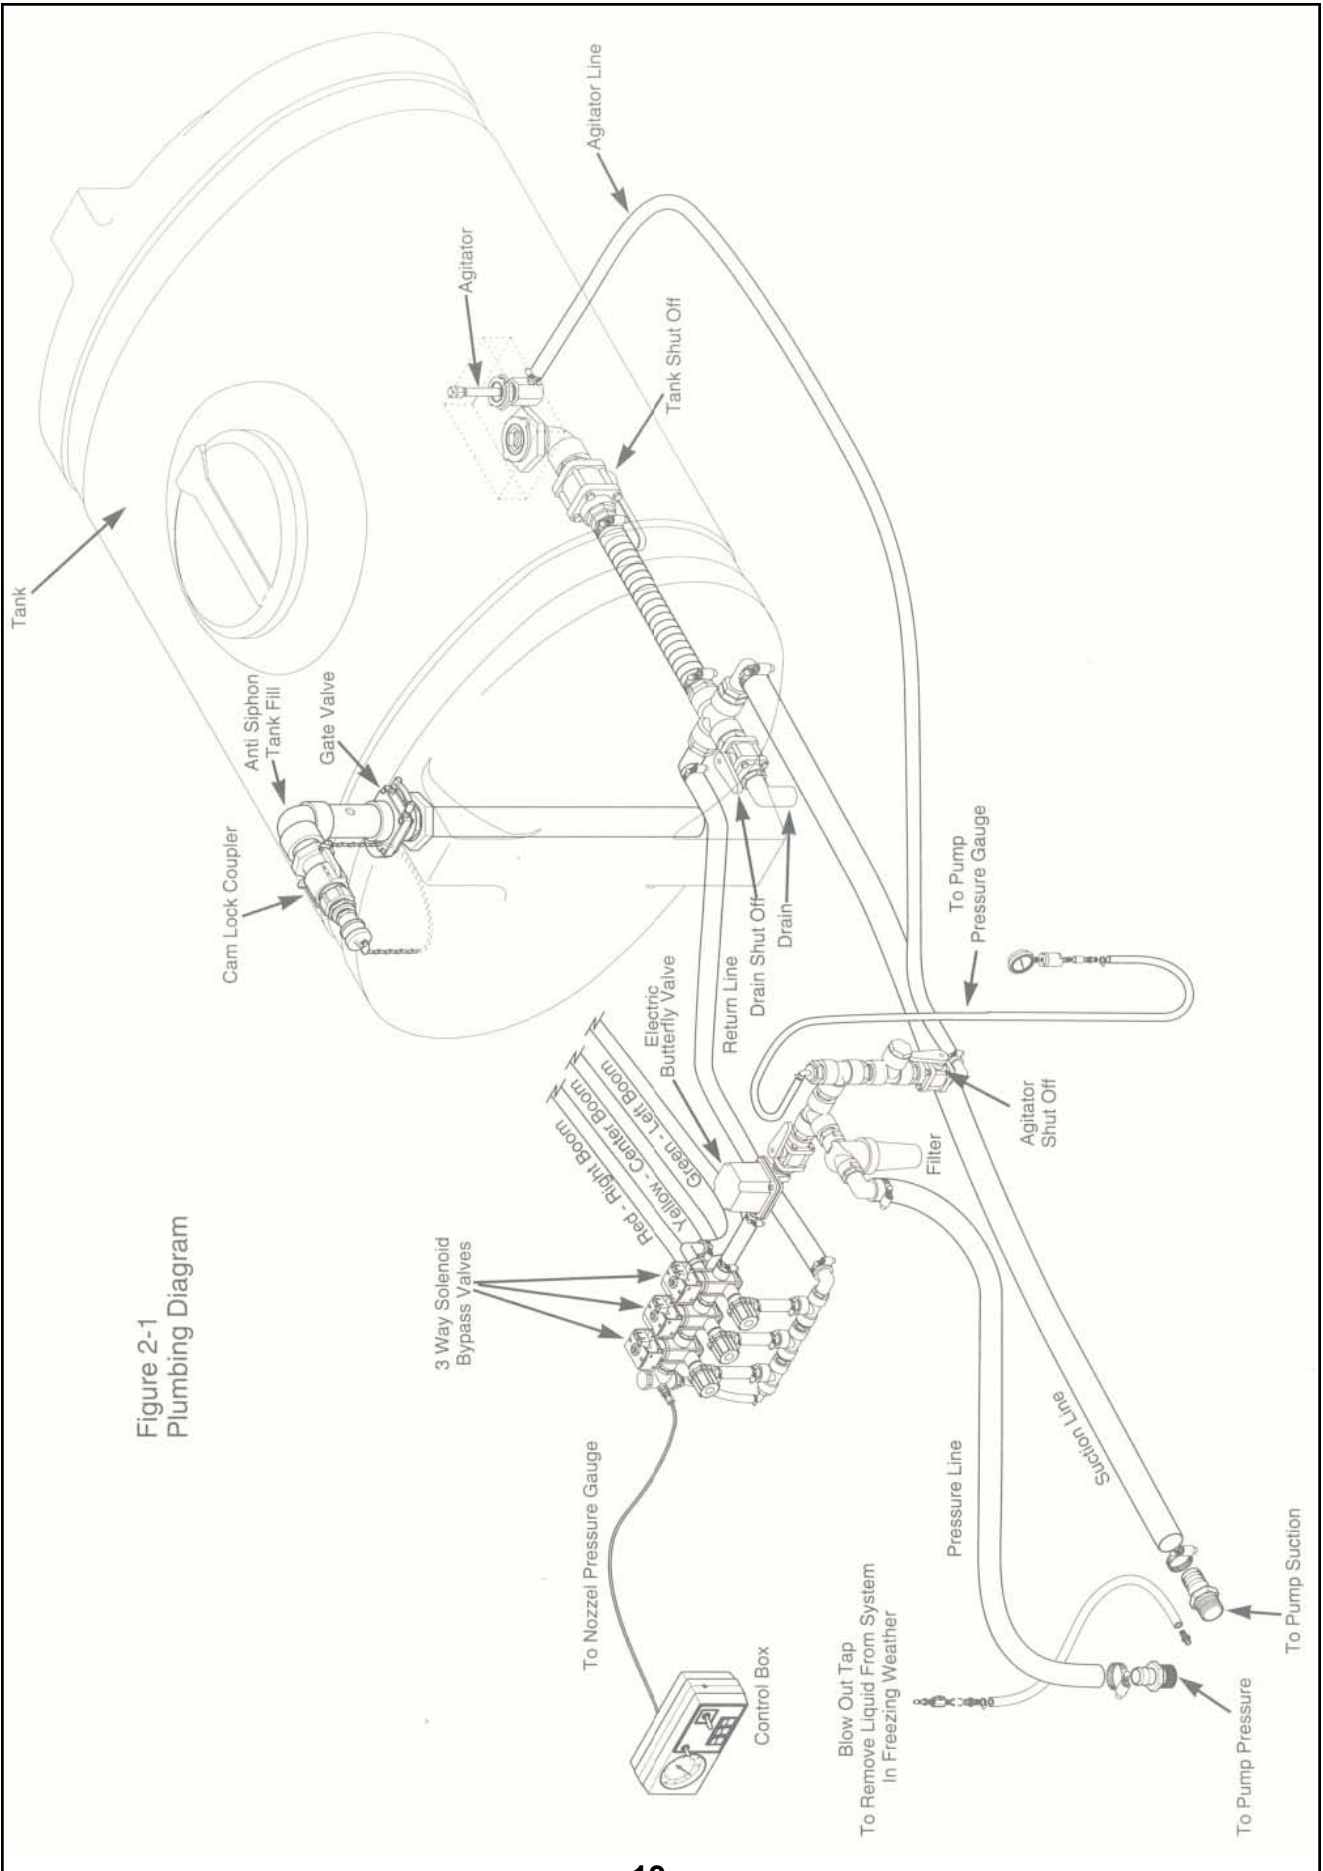 Figure 2-1
Plumbing Diagram
Tank
Anti Siphon
Tank Fill
Gate Valve
Cam Lock Coupler
Agitator
Agitator Line
Tank Shut Off
3 Way Solenoid
Bypass Valves
Red - Right Boom
Yellow - Center Boom
Green - Left Boom
Electric
Butterfly Valve
Return Line
Drain Shut Off
Drain
To Pump
Pressure Gauge
Agitator
Shut Off
Filter
To Nozzel Pressure Gauge
Control Box
Pressure Line
Suction Line
Blow Out Tap
To Remove Liquid From System
In Freezing Weather
To Pump Pressure
To Pump Suction